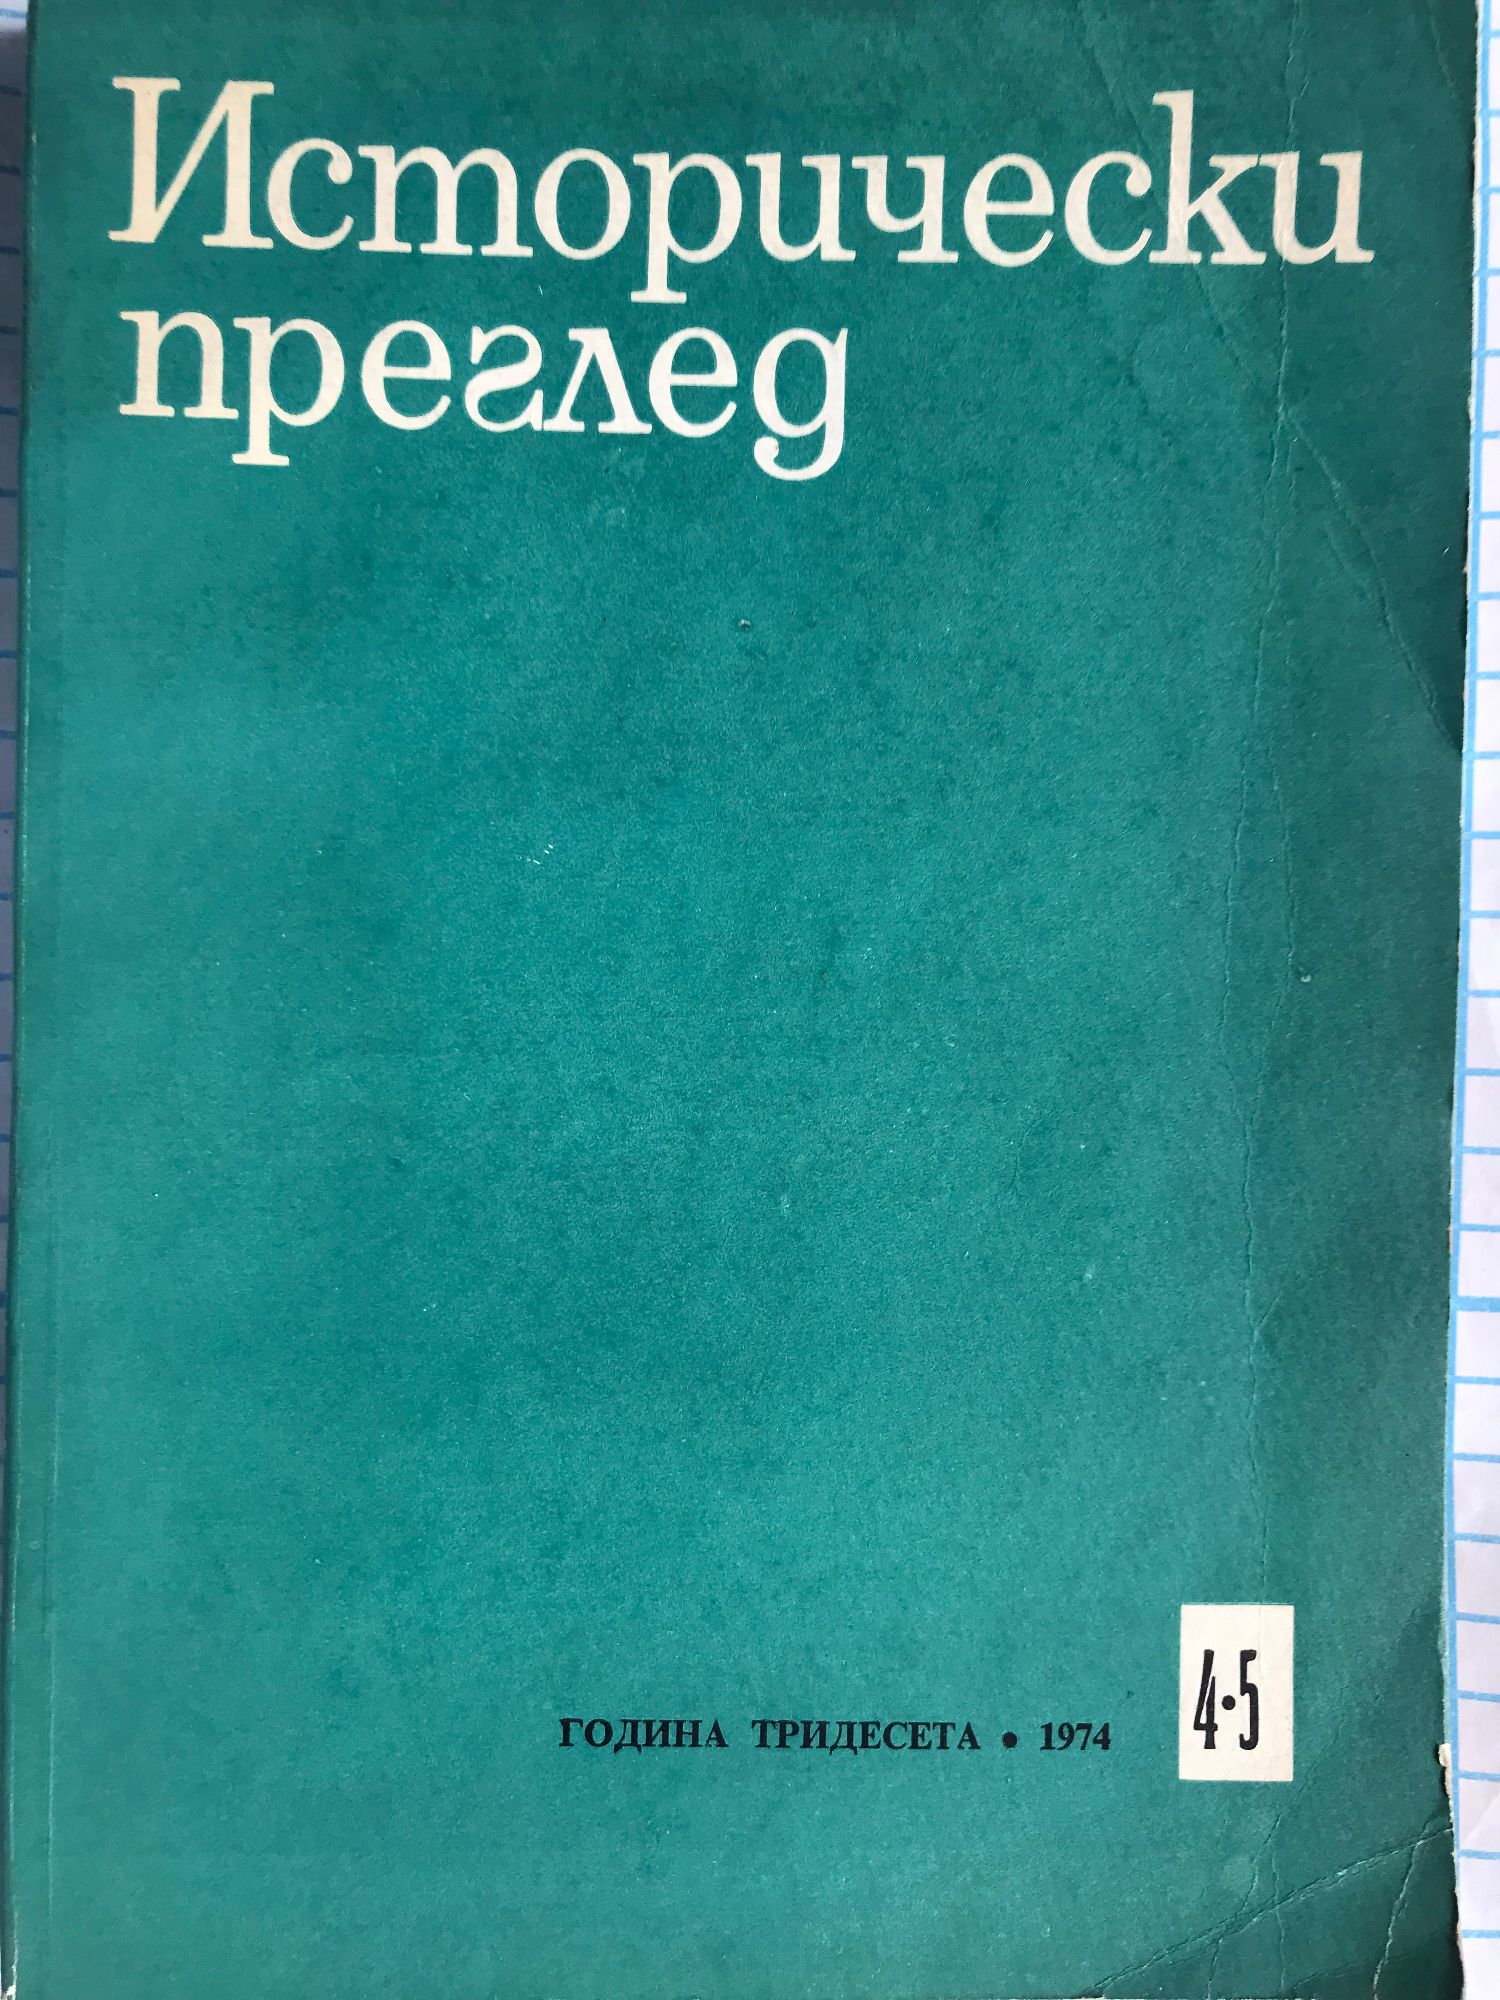 Исторически
преглед
ГОДИНА ТРИДЕСЕТА • 1974
4•5